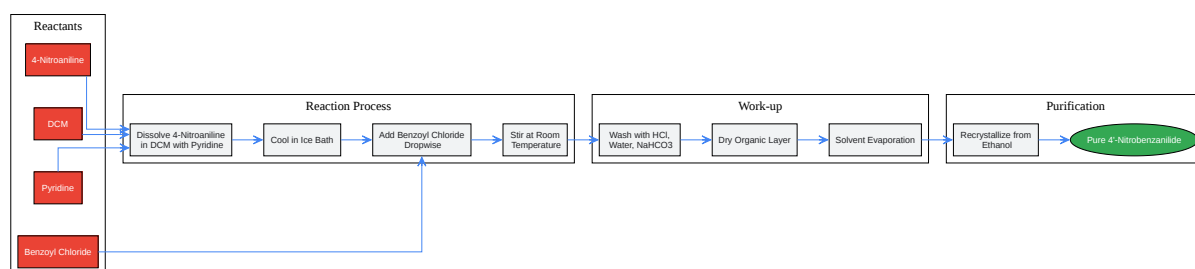 Reactants
4-Nitroaniline
DCM
Pyridine
Benzoyl Chloride
Reaction Process
Dissolve 4-Nitroaniline
in DCM with Pyridine
Cool in Ice Bath
Add Benzoyl Chloride
Dropwise
Stir at Room
Temperature
Work-up
Wash with HCl,
Water, NaHCO3
Dry Organic Layer
Solvent Evaporation
Purification
Recrystallize from
Ethanol
Pure 4'-Nitrobenzanilide